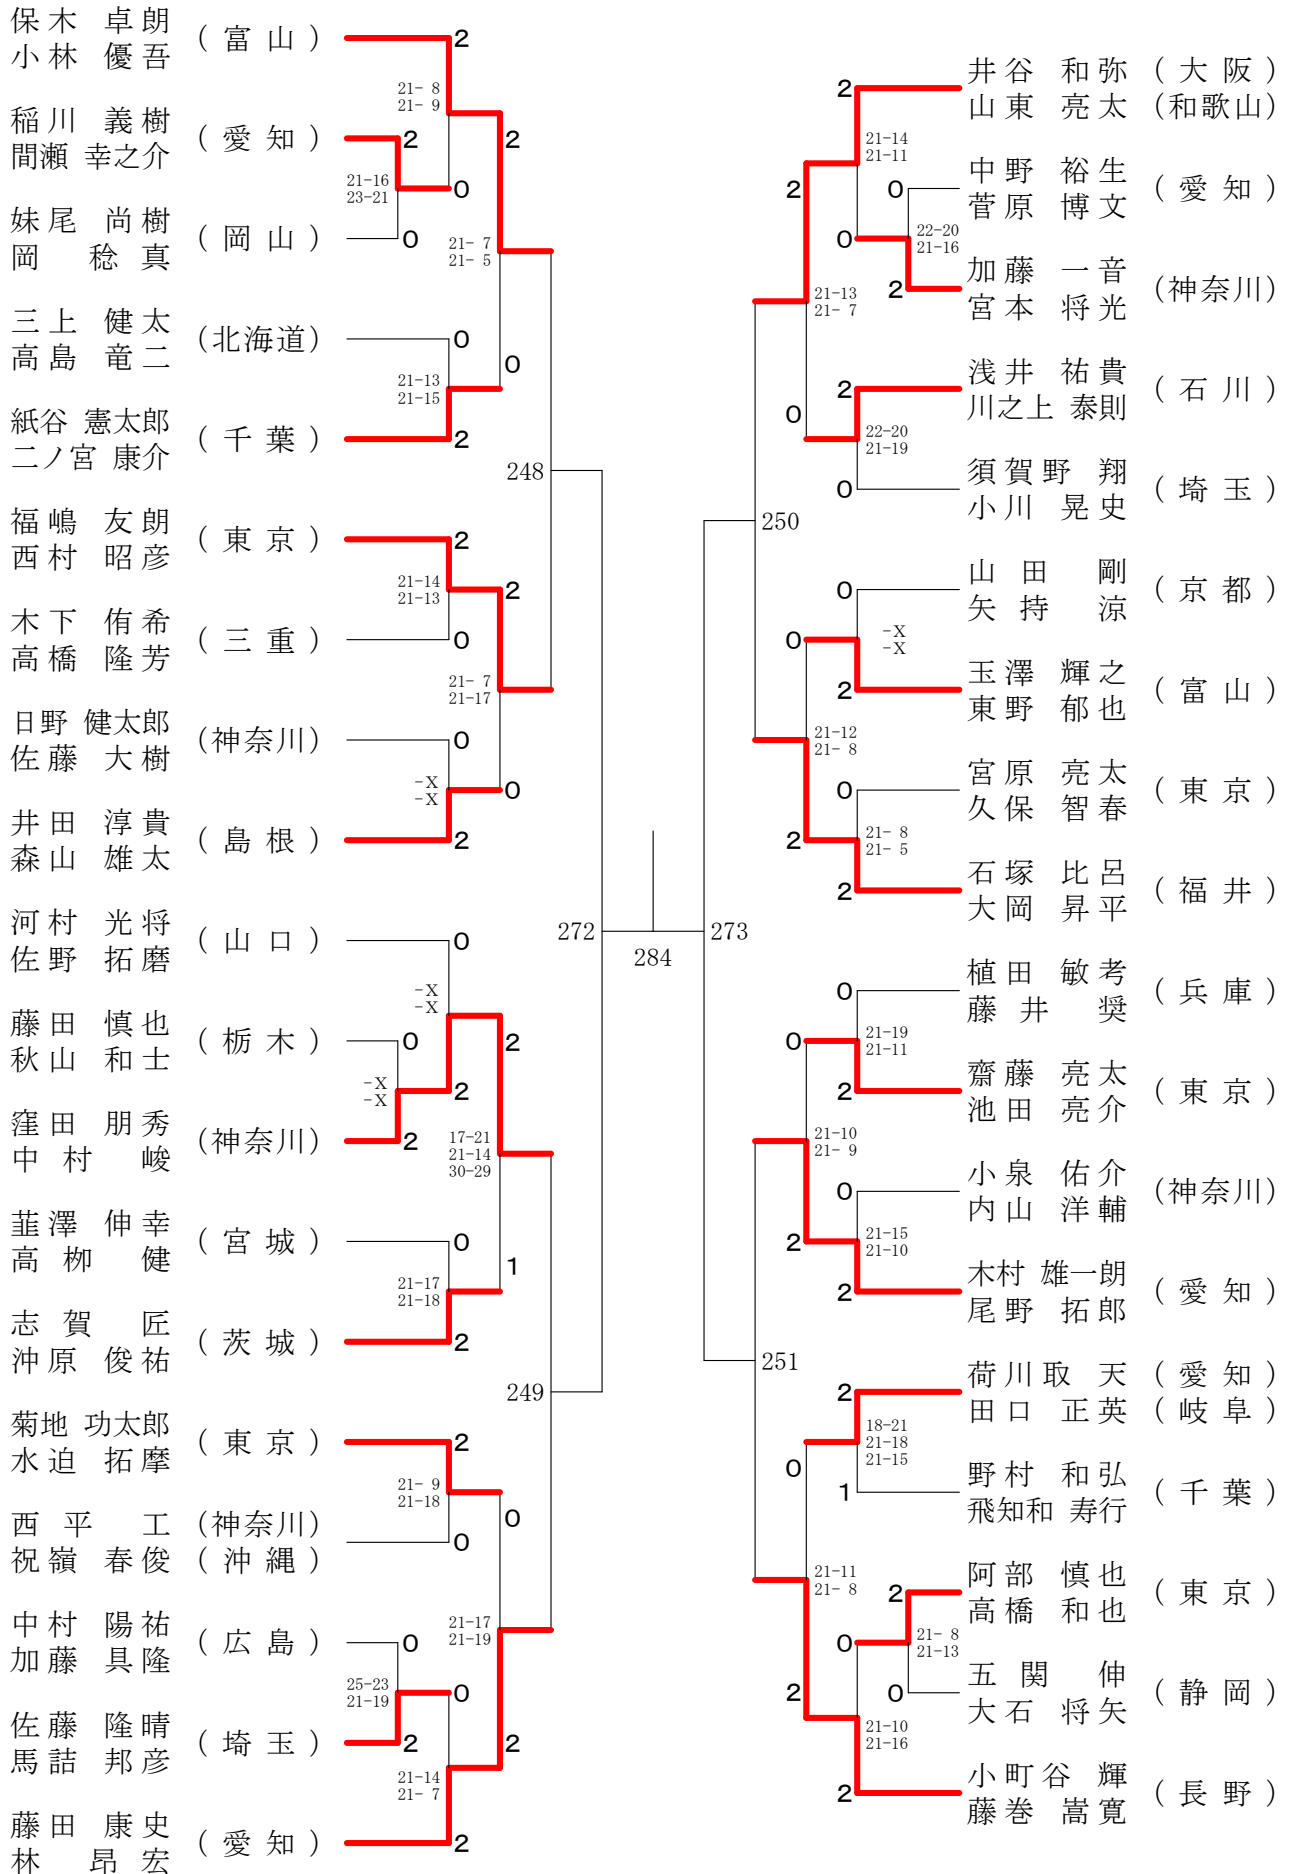 保木 卓朗
小林 優吾
(富山)
2
21- 8
21- 9
稲川 義樹
間瀬 幸之介
(愛知)
2
2
21-16
23-21
0
妹尾 尚樹
岡 稔真
(岡山)
0
21- 7
21- 5
三上 健太
高島 竜二
(北海道)
0
0
21-13
21-15
紙谷 憲太郎
二ノ宮 康介
(千葉)
2
248
福嶋 友朗
西村 昭彦
(東京)
2
21-14
21-13
2
木下 侑希
高橋 隆芳
(三重)
0
21- 7
21-17
日野 健太郎
佐藤 大樹
(神奈川)
0
-X
-X
0
井田 淳貴
森山 雄太
(島根)
2
272
河村 光将
佐野 拓磨
(山口)
0
-X
-X
藤田 慎也
秋山 和士
(栃木)
0
2
-X
-X
2
窪田 朋秀
中村 峻
(神奈川)
2
17-21
21-14
30-29
韮澤 伸幸
高栁 健
(宮城)
0
1
21-17
21-18
志賀 匠
沖原 俊祐
(茨城)
2
249
菊地 功太郎
水迫 拓摩
(東京)
2
21- 9
21-18
0
西平 工
祝嶺 春俊
(神奈川)
(沖縄)
0
中村 陽祐
加藤 具隆
(広島)
0
21-17
21-19
25-23
21-19
0
佐藤 隆晴
馬詰 邦彦
(埼玉)
2
2
21-14
21- 7
藤田 康史
林 昂宏
(愛知)
2
284
2
井谷 和弥 (大阪)
山東 亮太 (和歌山)
21-14
21-11
2
0
中野 裕生
菅原 博文
(愛知)
0
22-20
21-16
2
加藤 一音
宮本 将光
(神奈川)
21-13
21- 7
0
2
浅井 祐貴
川之上 泰則
(石川)
22-20
21-19
0
須賀野 翔
小川 晃史
(埼玉)
250
0
山田 剛
矢持 涼
(京都)
0
-X
-X
2
玉澤 輝之
東野 郁也
(富山)
21-12
21- 8
0
宮原 亮太
久保 智春
(東京)
2
21- 8
21- 5
2
石塚 比呂
大岡 昇平
(福井)
273
0
植田 敏考
藤井 奨
(兵庫)
0
21-19
21-11
2
齋藤 亮太
池田 亮介
(東京)
21-10
21- 9
0
小泉 佑介
内山 洋輔
(神奈川)
2
21-15
21-10
2
木村 雄一朗
尾野 拓郎
(愛知)
251
2
荷川取 天 (愛知)
田口 正英 (岐阜)
18-21
21-18
21-15
0
1
野村 和弘
飛知和 寿行
(千葉)
21-11
21- 8
2
阿部 慎也
高橋 和也
(東京)
0
21- 8
21-13
2
0
五関 伸
大石 将矢
(静岡)
21-10
21-16
2
小町谷 輝
藤巻 嵩寛
(長野)